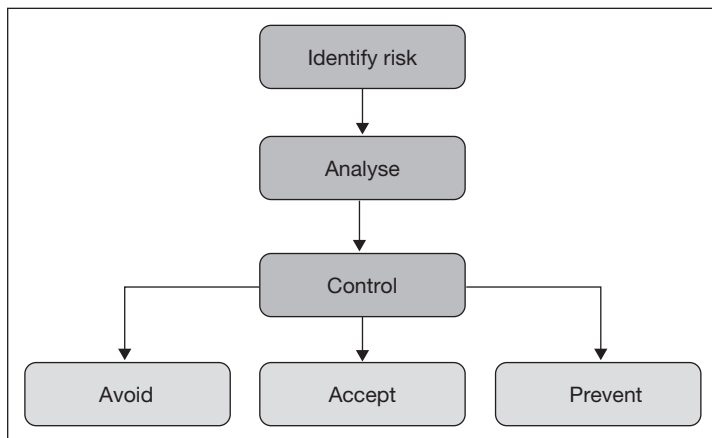 Identify risk
Analyse
Control
Avoid
Accept
Prevent